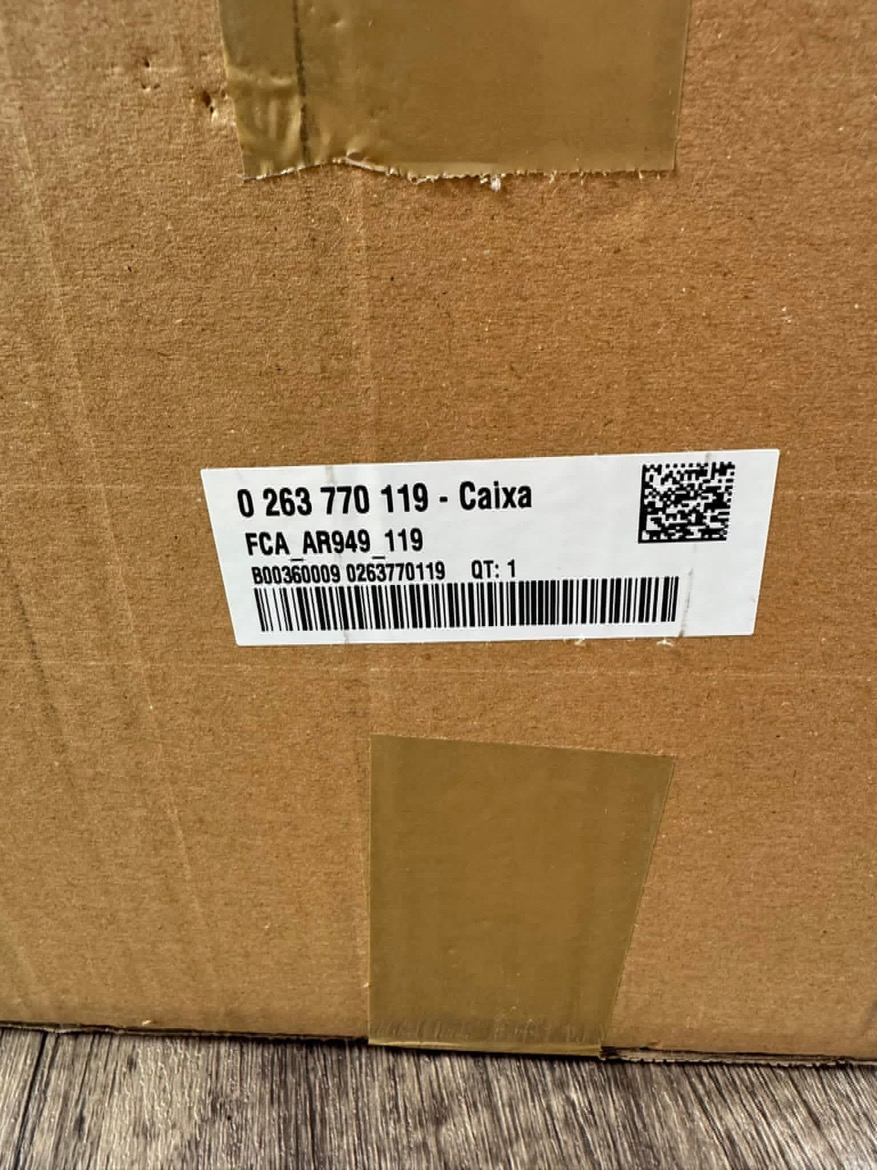 0 263 770 119 - Caixa
FCA_AR949_119
B00360009 0263770119 QT: 1